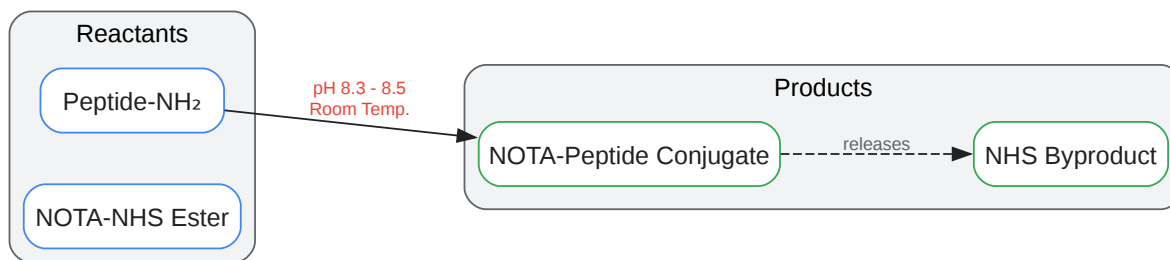 Reactants
Peptide-NH₂
NOTA-NHS Ester
pH 8.3 - 8.5
Room Temp.
Products
NOTA-Peptide Conjugate
releases
NHS Byproduct